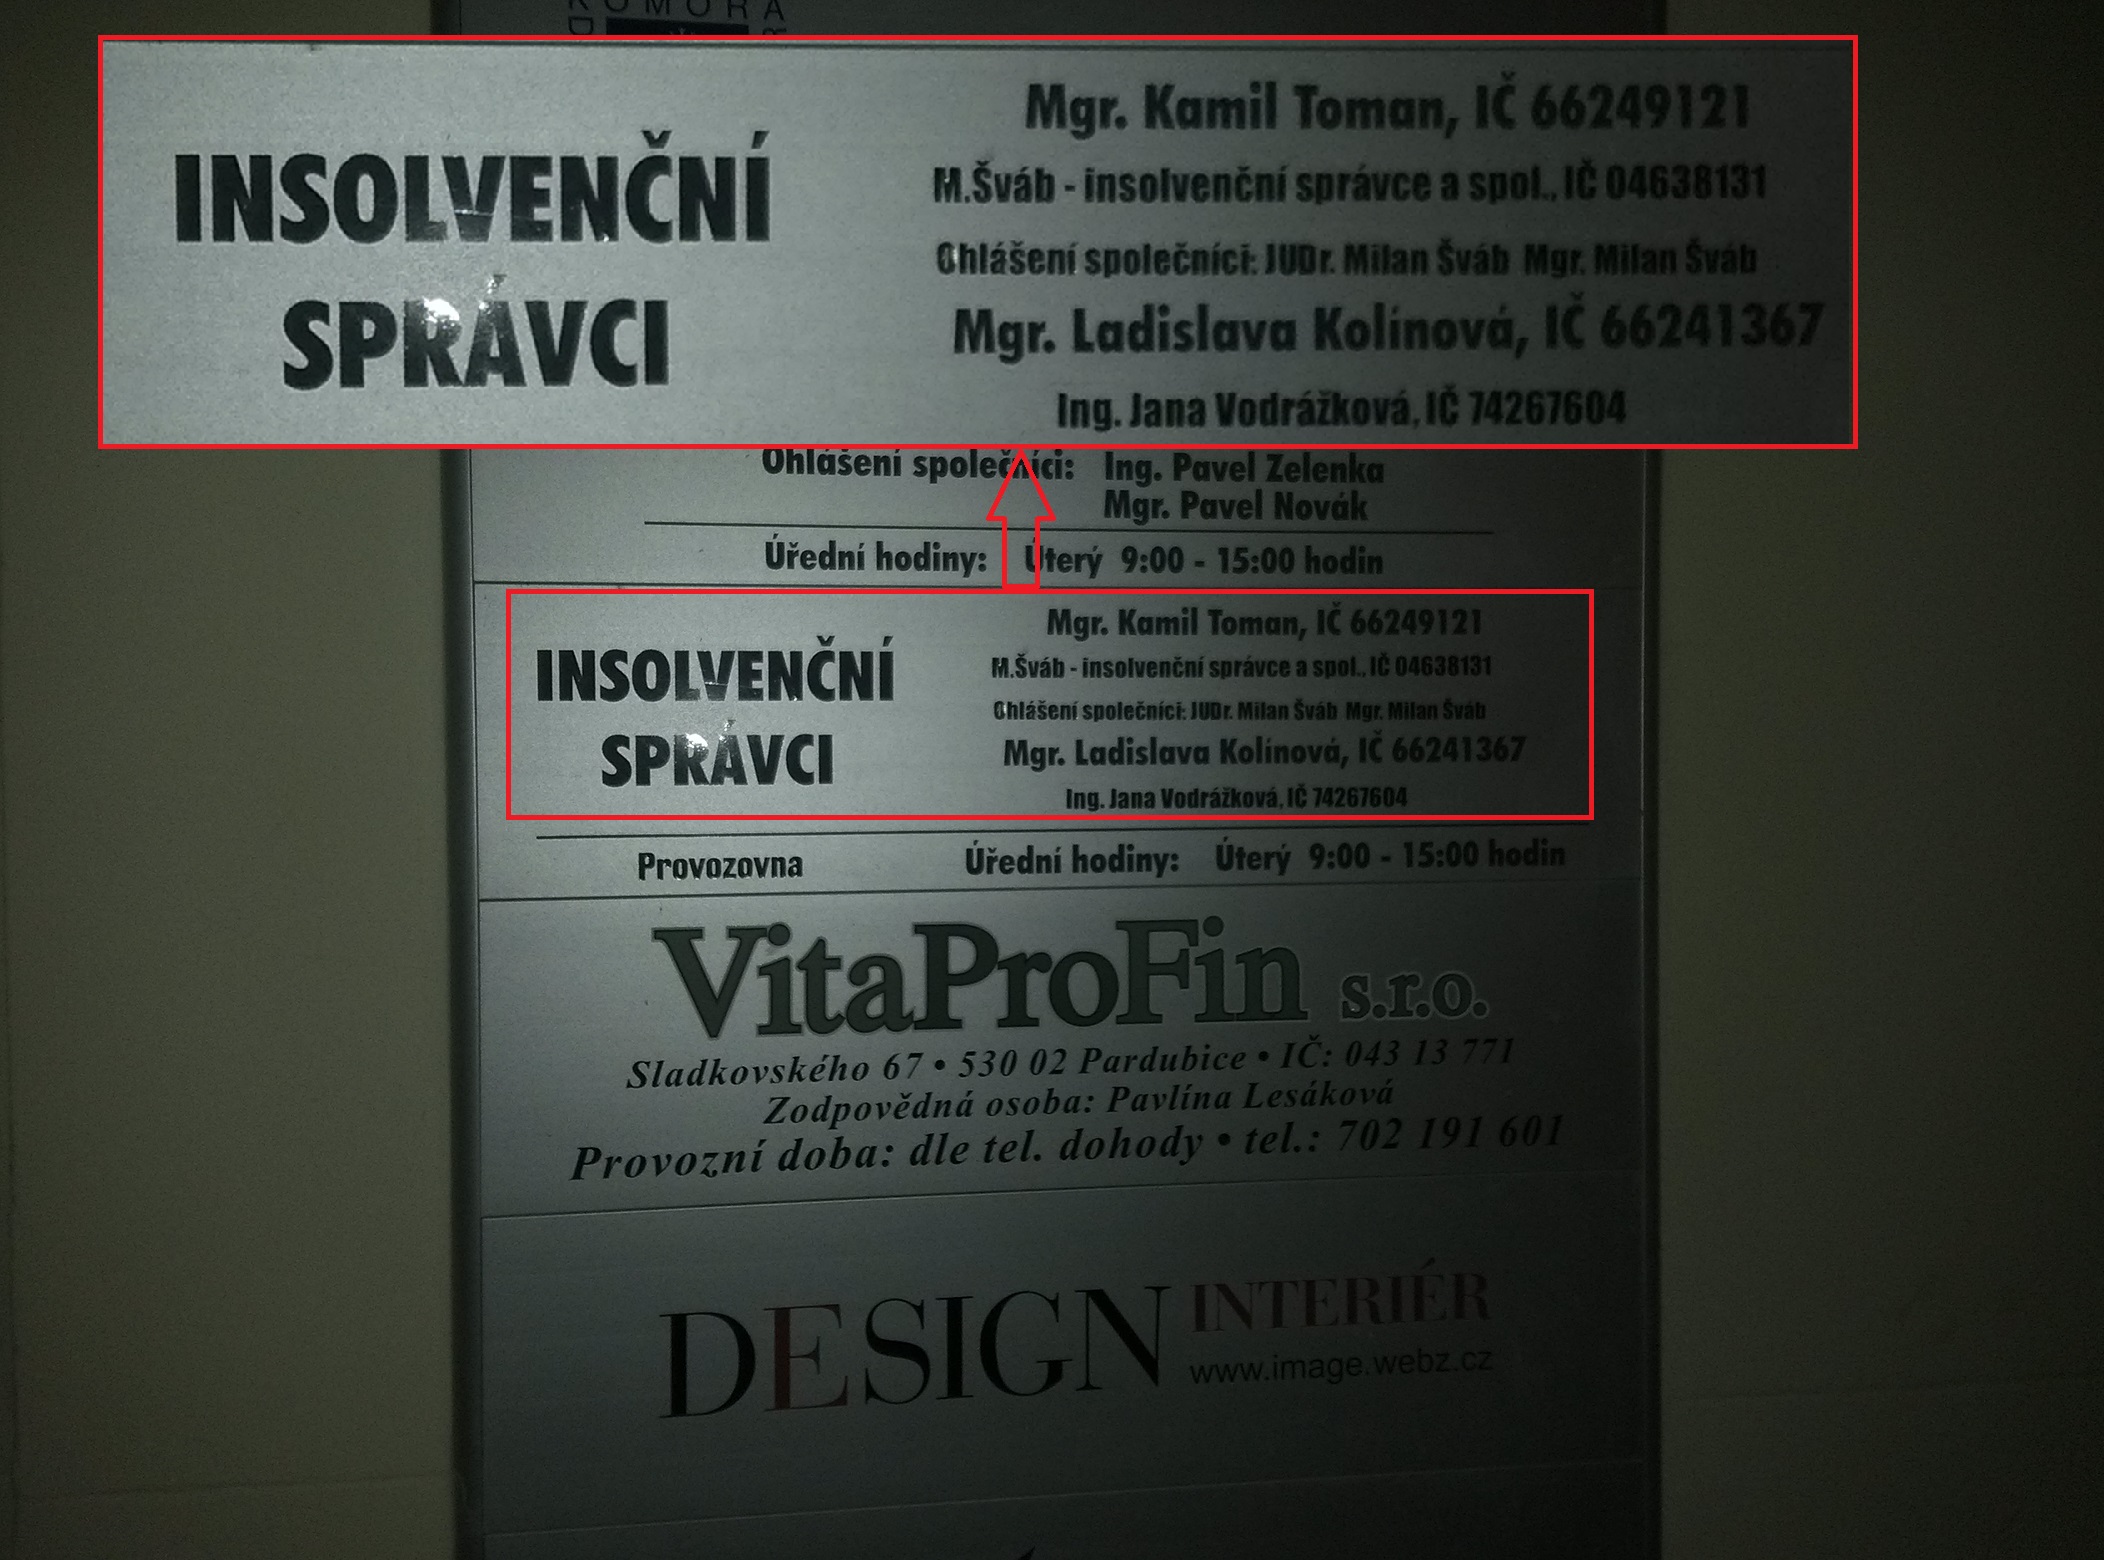 KOMORA
INSOLVENČNÍ
SPRÁVCI
Mgr. Kamil Toman, IČ 66249121
M.Šváb - insolvenční správce a spol., IČ 04638131
Ohlášení společníci: JUDr. Milan Šváb Mgr. Milan Šváb
Mgr. Ladislava Kolínová, IČ 66241367
Ing. Jana Vodrážková, IČ 74267604
Ohlášení společníci: Ing. Pavel Zelenka
Mgr. Pavel Novák
Úřední hodiny: Úterý 9:00 - 15:00 hodin
INSOLVENČNÍ
SPRÁVCI
Mgr. Kamil Toman, IČ 66249121
M.Šváb - insolvenční správce a spol., IČ 04638131
Ohlášení společníci: JUDr. Milan Šváb Mgr. Milan Šváb
Mgr. Ladislava Kolínová, IČ 66241367
Ing. Jana Vodrážková, IČ 74267604
Provozovna Úřední hodiny: Úterý 9:00 - 15:00 hodin
VitaProFin s.r.o.
Sladkovského 67 • 530 02 Pardubice • IČ: 043 13 771
Zodpovědná osoba: Pavlína Lesáková
Provozní doba: dle tel. dohody • tel.: 702 191 601
DESIGN INTERIÉR
www.image.webz.cz